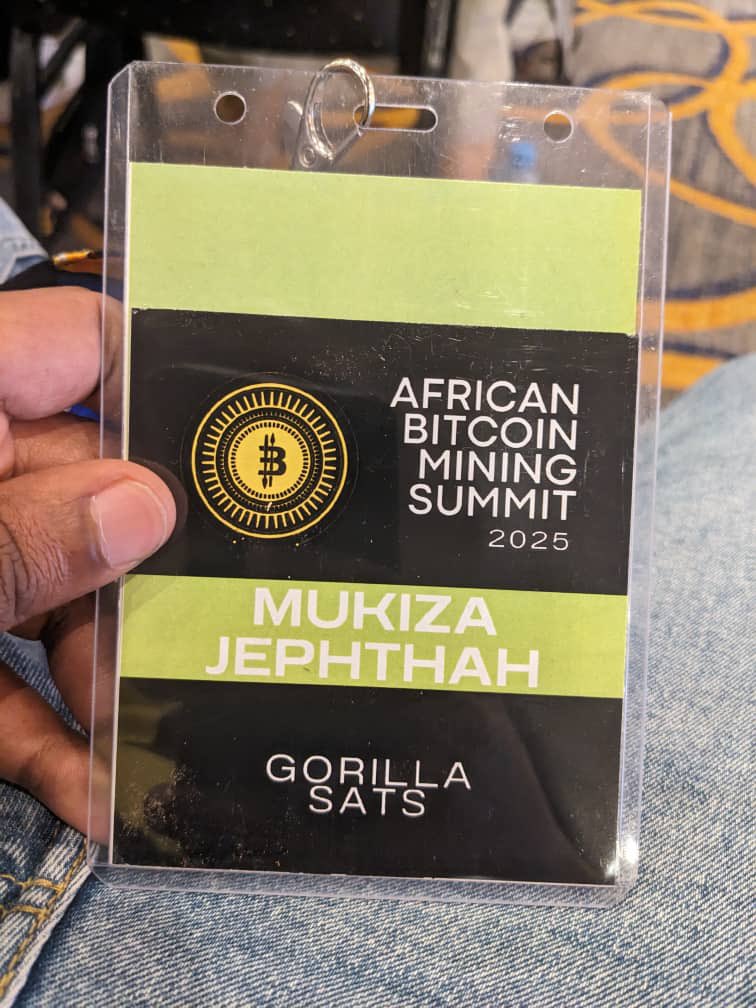 AFRICAN
BITCOIN
MINING
SUMMIT
2025
MUKIZA
JEPHTHAH
GORILLA
SATS